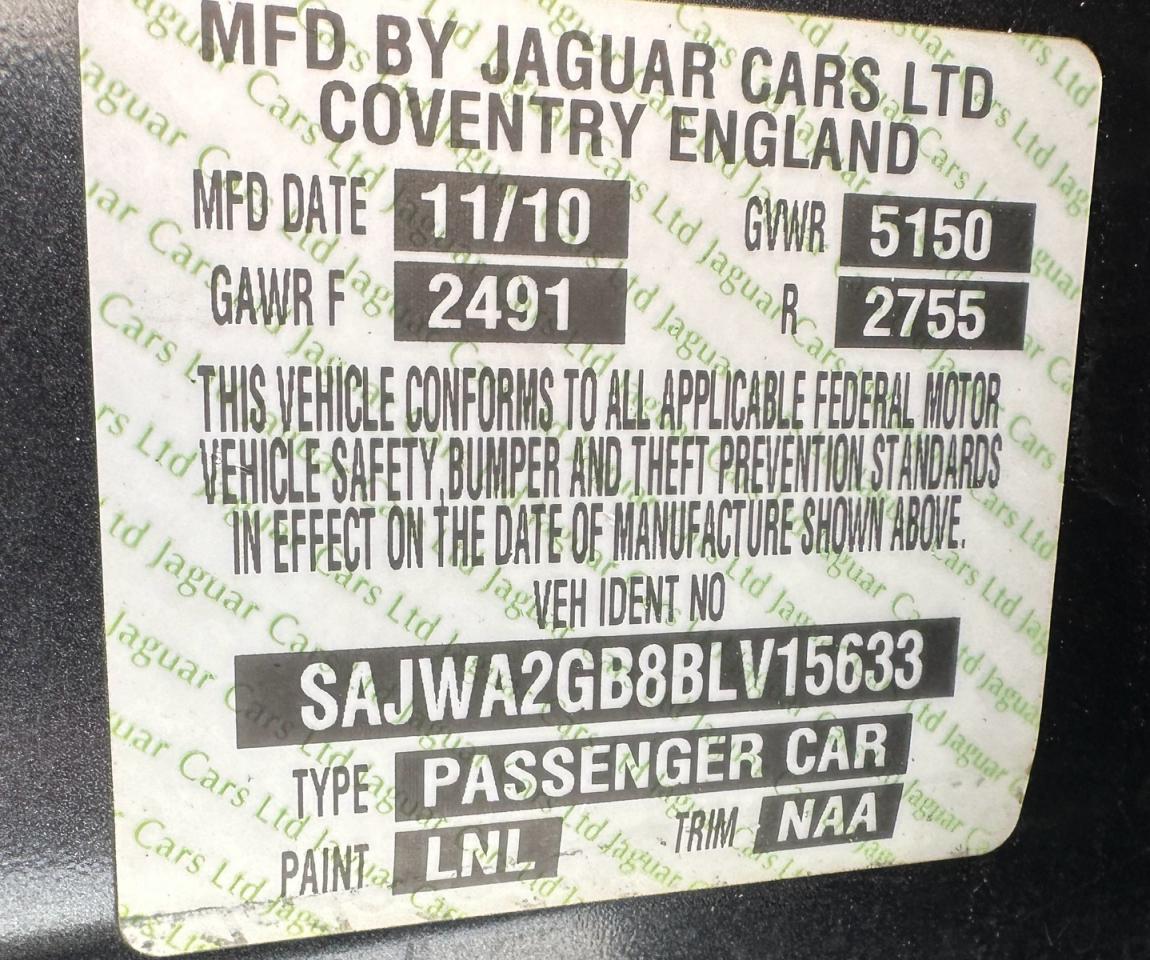 MFD BY JAGUAR CARS LTD
COVENTRY ENGLAND
MFD DATE 11/10 GVWR 5150
GAWR F 2491 R 2755
THIS VEHICLE CONFORMS TO ALL APPLICABLE FEDERAL MOTOR
VEHICLE SAFETY, BUMPER AND THEFT PREVENTION STANDARDS
IN EFFECT ON THE DATE OF MANUFACTURE SHOWN ABOVE.
VEH IDENT NO
SAJWA2GB8BLV15633
TYPE PASSENGER CAR
PAINT LNL TRIM NAA